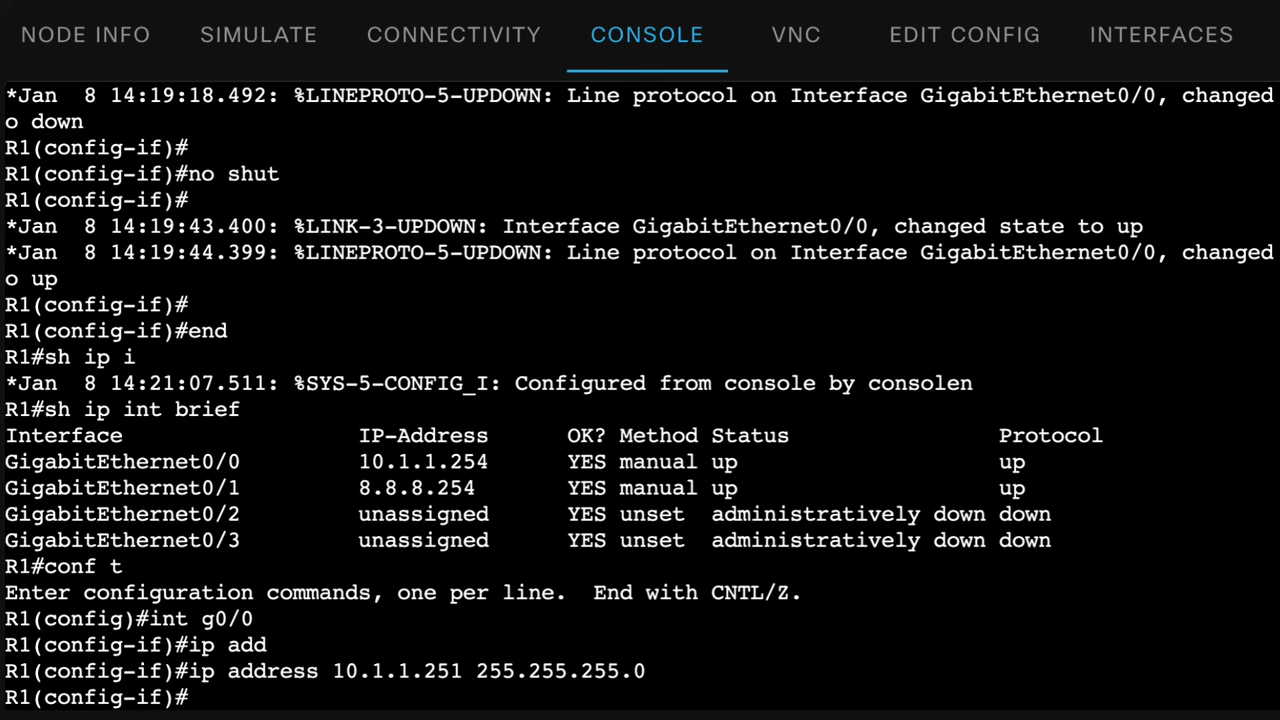 NODE INFO SIMULATE CONNECTIVITY CONSOLE VNC EDIT CONFIG INTERFACES
*Jan  8 14:19:18.492: %LINEPROTO-5-UPDOWN: Line protocol on Interface GigabitEthernet0/0, changed
o down
R1(config-if)#
R1(config-if)#no shut
R1(config-if)#
*Jan  8 14:19:43.400: %LINK-3-UPDOWN: Interface GigabitEthernet0/0, changed state to up
*Jan  8 14:19:44.399: %LINEPROTO-5-UPDOWN: Line protocol on Interface GigabitEthernet0/0, changed
o up
R1(config-if)#
R1(config-if)#end
R1#sh ip i
*Jan  8 14:21:07.511: %SYS-5-CONFIG_I: Configured from console by consolen
R1#sh ip int brief
Interface                  IP-Address      OK? Method Status                Protocol
GigabitEthernet0/0         10.1.1.254      YES manual up                    up
GigabitEthernet0/1         8.8.8.254       YES manual up                    up
GigabitEthernet0/2         unassigned      YES unset  administratively down down
GigabitEthernet0/3         unassigned      YES unset  administratively down down
R1#conf t
Enter configuration commands, one per line.  End with CNTL/Z.
R1(config)#int g0/0
R1(config-if)#ip add
R1(config-if)#ip address 10.1.1.251 255.255.255.0
R1(config-if)#